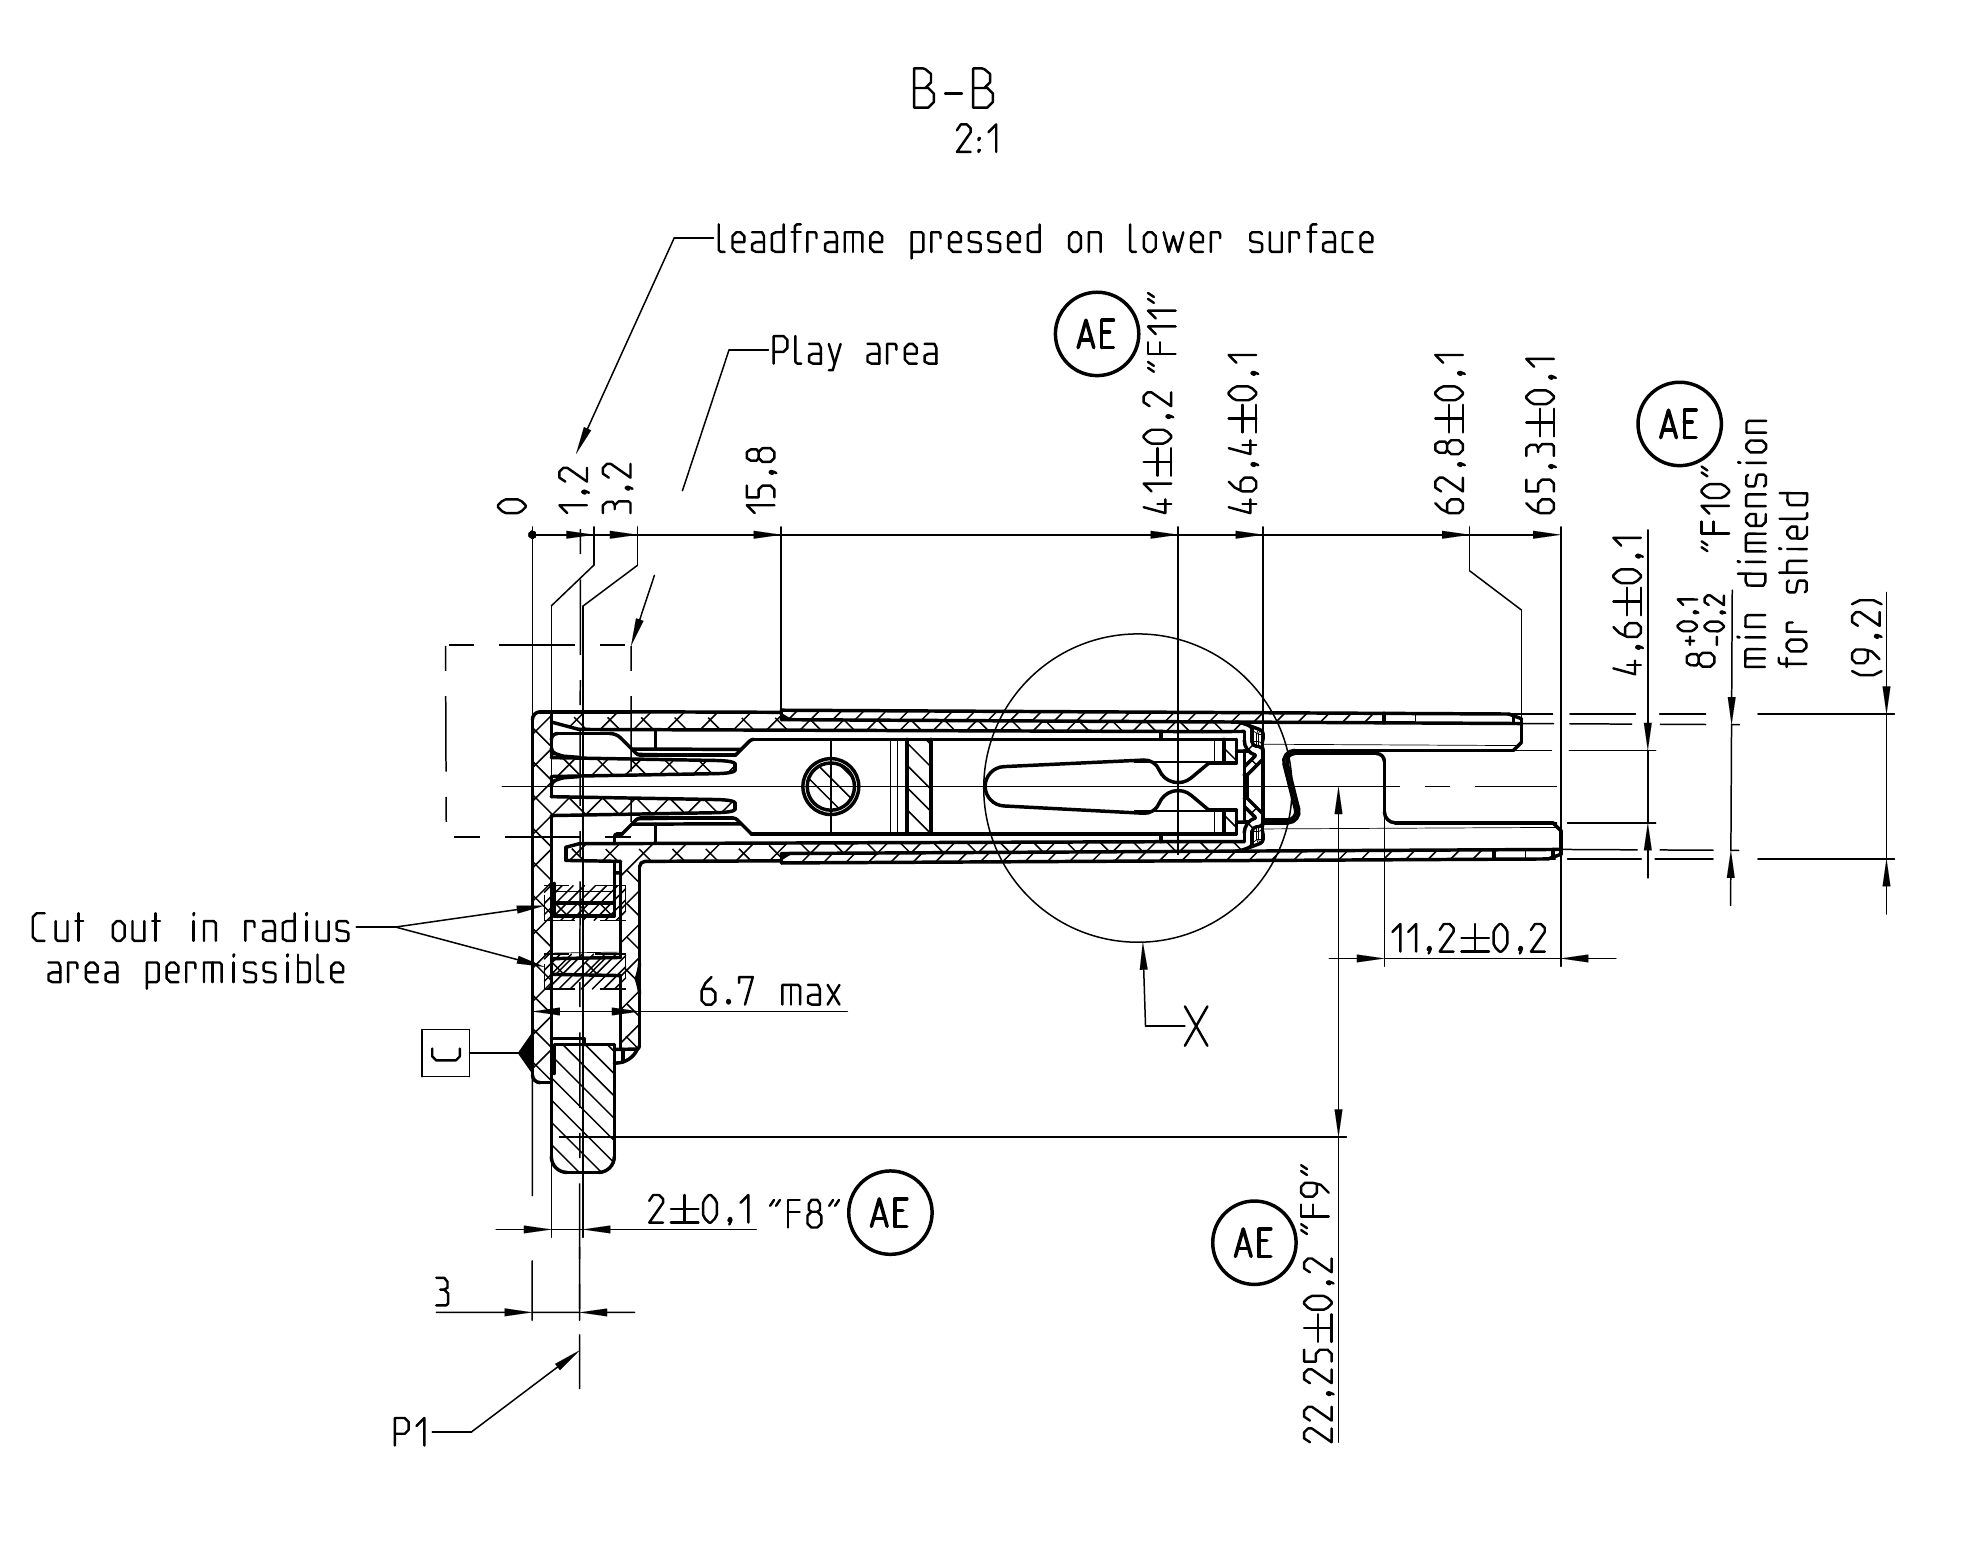 B-B
2:1
leadframe pressed on lower surface
Play area
AE
41±0,2 "F11"
46,4±0,1
62,8±0,1
65,3±0,1
AE
0
1,2
3,2
15,8
4,6±0,1
8+0,1 -0,2 "F10"
min dimension
for shield
(9,2)
Cut out in radius
area permissible
11,2±0,2
6.7 max
X
C
2±0,1 "F8"
AE
AE
22,25±0,2 "F9"
3
P1